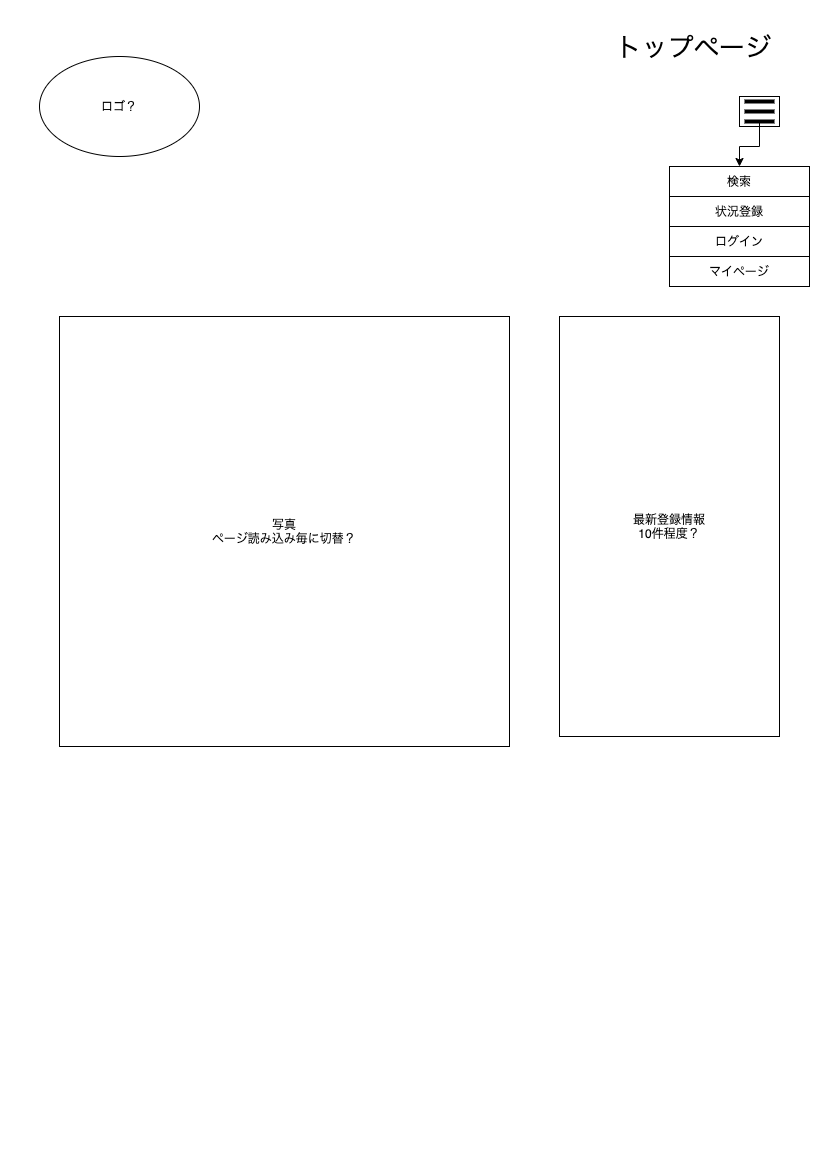 トップページ
ロゴ？
検索
状況登録
ログイン
マイページ
写真
ページ読み込み毎に切替？
最新登録情報
10件程度？